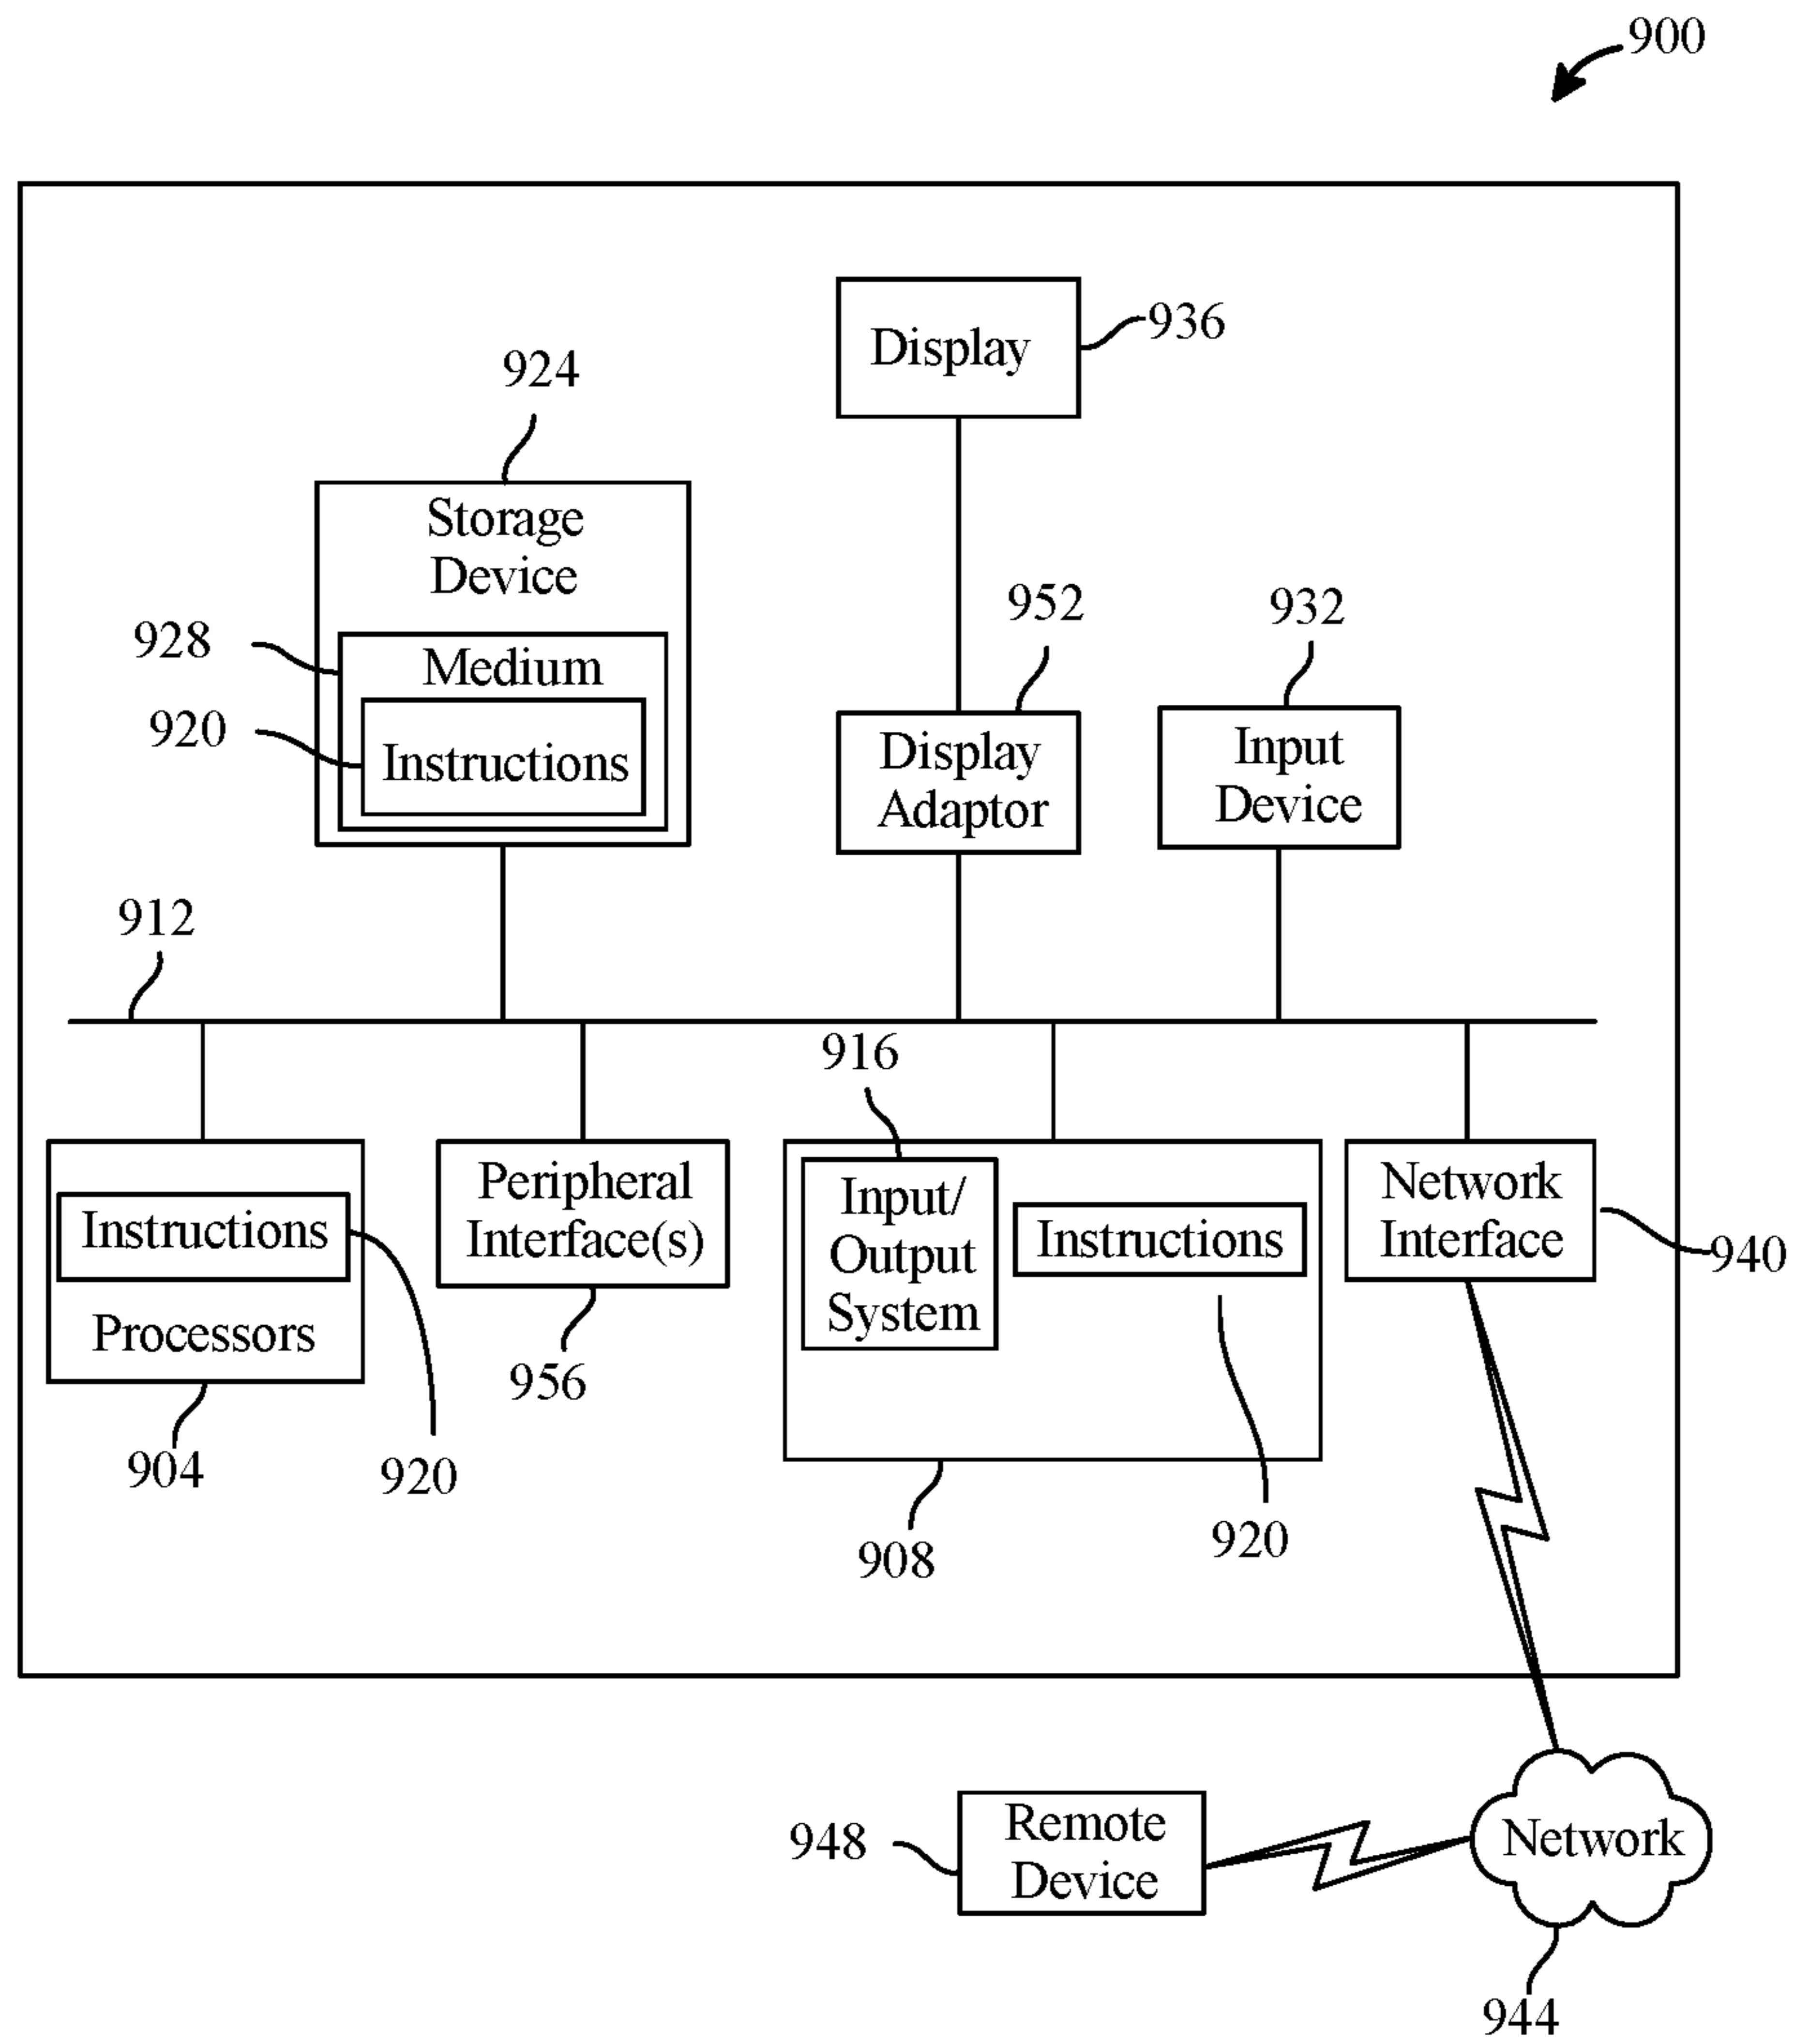 900
Display
936
924
Storage
Device
928
Medium
920
Instructions
952
Display
Adaptor
932
Input
Device
912
916
Instructions
Processors
904
920
Peripheral
Interface(s)
956
Input/
Output
System
Instructions
908
920
Network
Interface
940
948
Remote
Device
Network
944